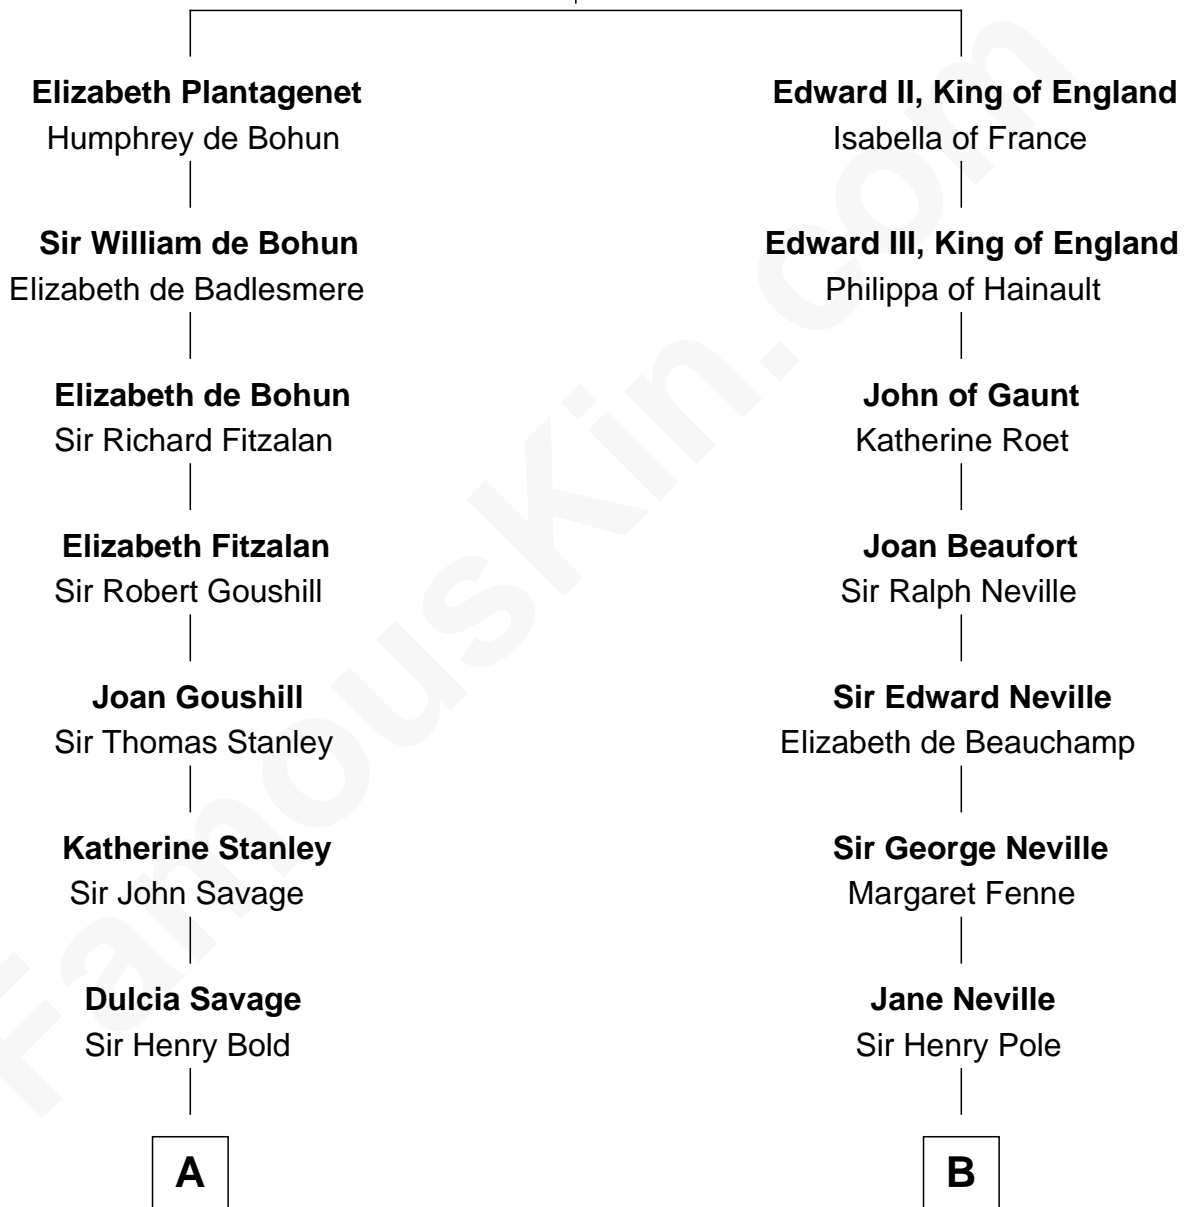 Elizabeth Plantagenet
Humphrey de Bohun
Sir William de Bohun
Elizabeth de Badlesmere
Elizabeth de Bohun
Sir Richard Fitzalan
Elizabeth Fitzalan
Sir Robert Goushill
Joan Goushill
Sir Thomas Stanley
Katherine Stanley
Sir John Savage
Dulcia Savage
Sir Henry Bold
A
Edward II, King of England
Isabella of France
Edward III, King of England
Philippa of Hainault
John of Gaunt
Katherine Roet
Joan Beaufort
Sir Ralph Neville
Sir Edward Neville
Elizabeth de Beauchamp
Sir George Neville
Margaret Fenne
Jane Neville
Sir Henry Pole
B
FamousKin.com